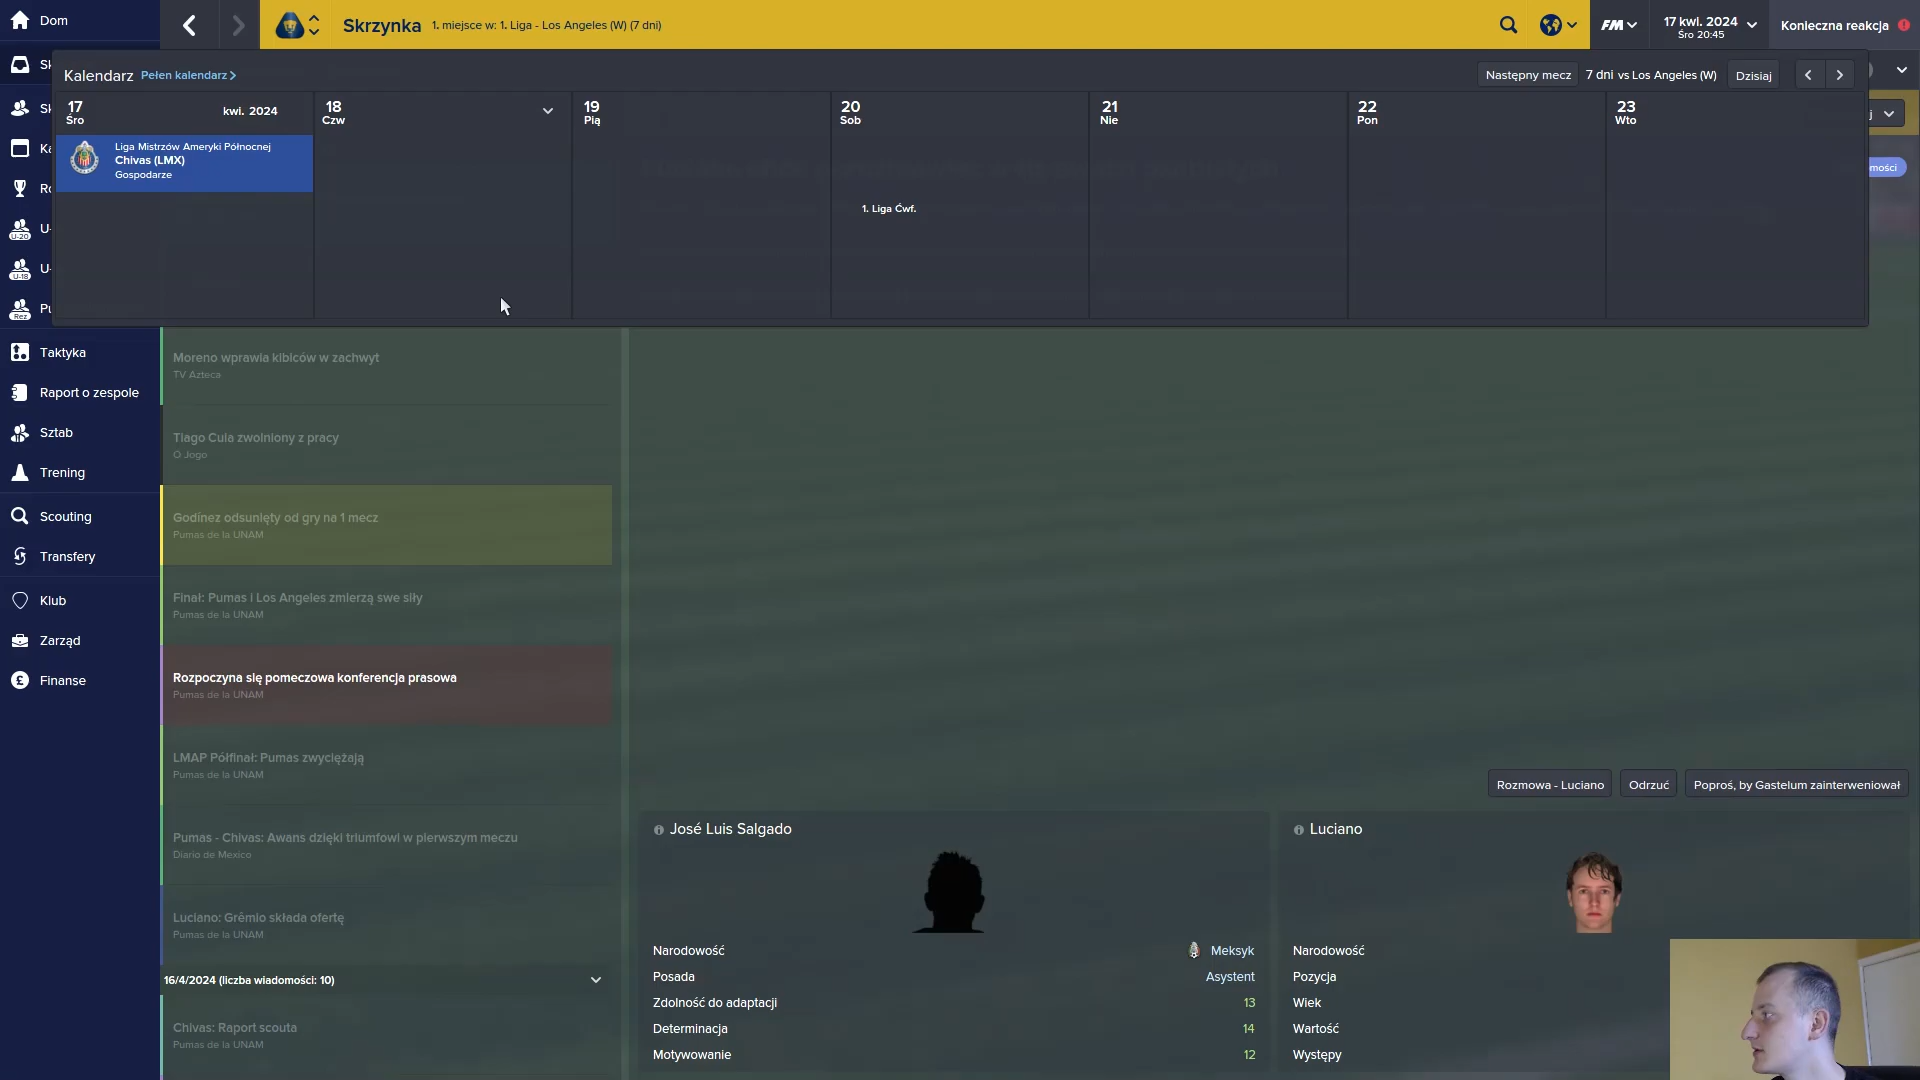 Dom
Skrzynka
1. miejsce w: 1. Liga - Los Angeles (W) (7 dni)
FM
17 kwi. 2024
Śro 20:45
Konieczna reakcja
Kalendarz
Pełen kalendarz
Następny mecz
7 dni vs Los Angeles (W)
Dzisiaj
17
Śro
kwi. 2024
18
Czw
19
Pią
20
Sob
21
Nie
22
Pon
23
Wto
Liga Mistrzów Ameryki Północnej
Chivas (LMX)
Gospodarze
1. Liga Ćwf.
mości
U-20
U-18
Rez
Taktyka
Raport o zespole
Sztab
Trening
Scouting
Transfery
Klub
Zarząd
Finanse
Moreno wprawia kibiców w zachwyt
TV Azteca
Tiago Cula zwolniony z pracy
O Jogo
Godínez odsunięty od gry na 1 mecz
Pumas de la UNAM
Finał: Pumas i Los Angeles zmierzą swe siły
Pumas de la UNAM
Rozpoczyna się pomeczowa konferencja prasowa
Pumas de la UNAM
LMAP Półfinał: Pumas zwyciężają
Pumas de la UNAM
Pumas - Chivas: Awans dzięki triumfowi w pierwszym meczu
Diario de Mexico
Luciano: Grêmio składa ofertę
Pumas de la UNAM
16/4/2024 (liczba wiadomości: 10)
Chivas: Raport scouta
Pumas de la UNAM
Rozmowa - Luciano
Odrzuć
Poproś, by Gastelum zainterweniował
José Luis Salgado
Narodowość
Meksyk
Posada
Asystent
Zdolność do adaptacji
13
Determinacja
14
Motywowanie
12
Luciano
Narodowość
Pozycja
Wiek
Wartość
Występy